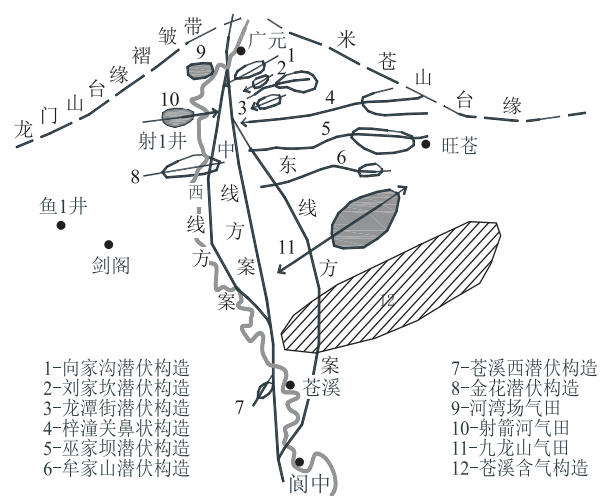 龙门山台缘褶皱带
米苍山台缘
广元
9
1
2
3
10
4
射1井
5
旺苍
中线方案
东线方案
西线方案
6
8
鱼1井
剑阁
11
12
苍溪
7
阆中
1-向家沟潜伏构造
2-刘家坎潜伏构造
3-龙潭街潜伏构造
4-梓潼关鼻状构造
5-巫家坝潜伏构造
6-牟家山潜伏构造
7-苍溪西潜伏构造
8-金花潜伏构造
9-河湾场气田
10-射箭河气田
11-九龙山气田
12-苍溪含气构造